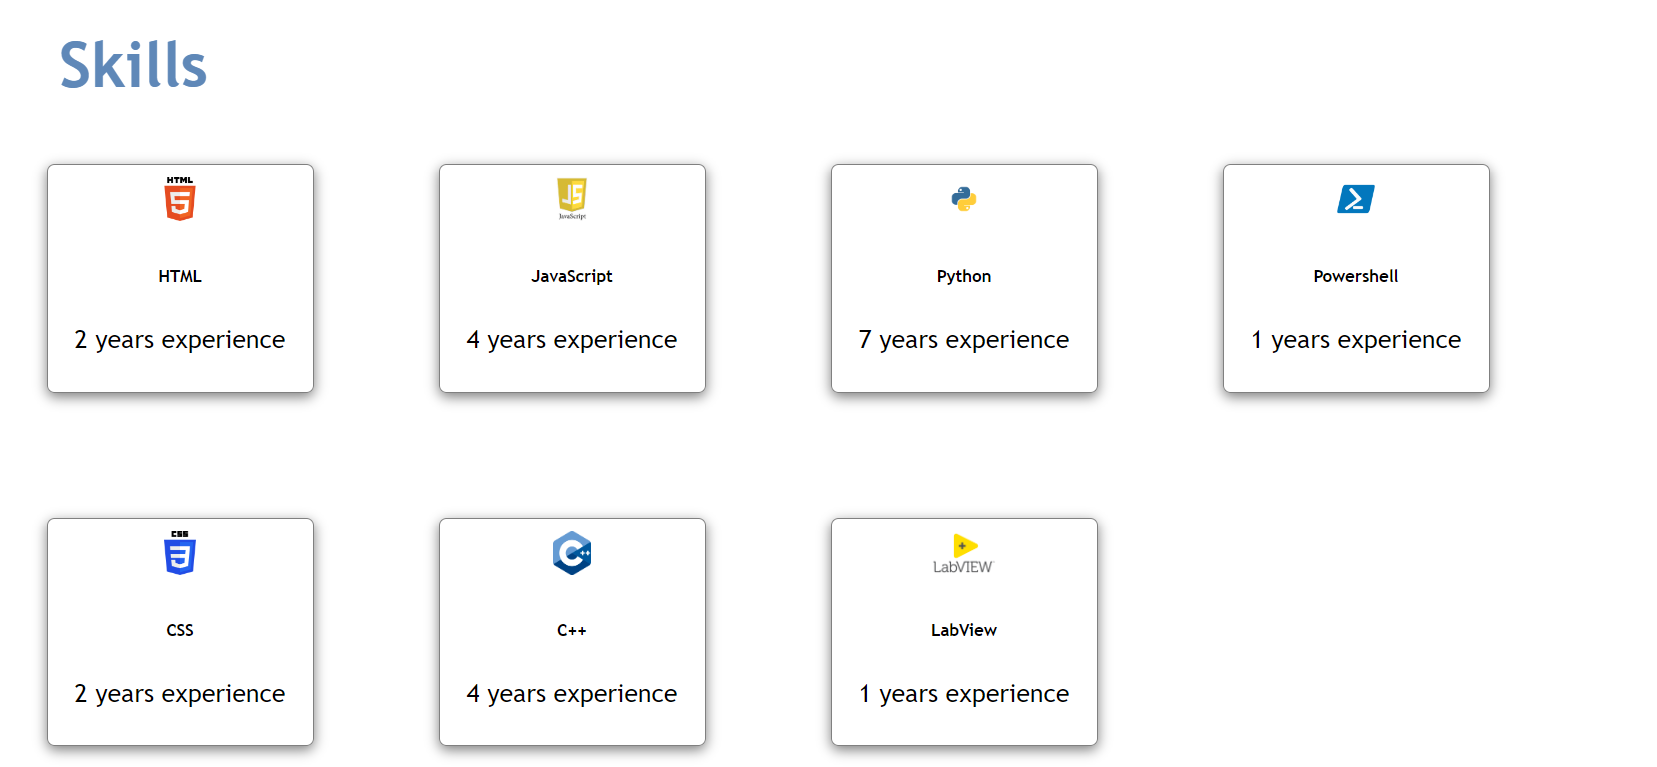 Skills
HTML
5
HTML
2 years experience
JS
JavaScript
JavaScript
4 years experience
Python
7 years experience
Powershell
1 years experience
CSS
3
CSS
2 years experience
C++
C++
4 years experience
LabVIEW
LabView
1 years experience